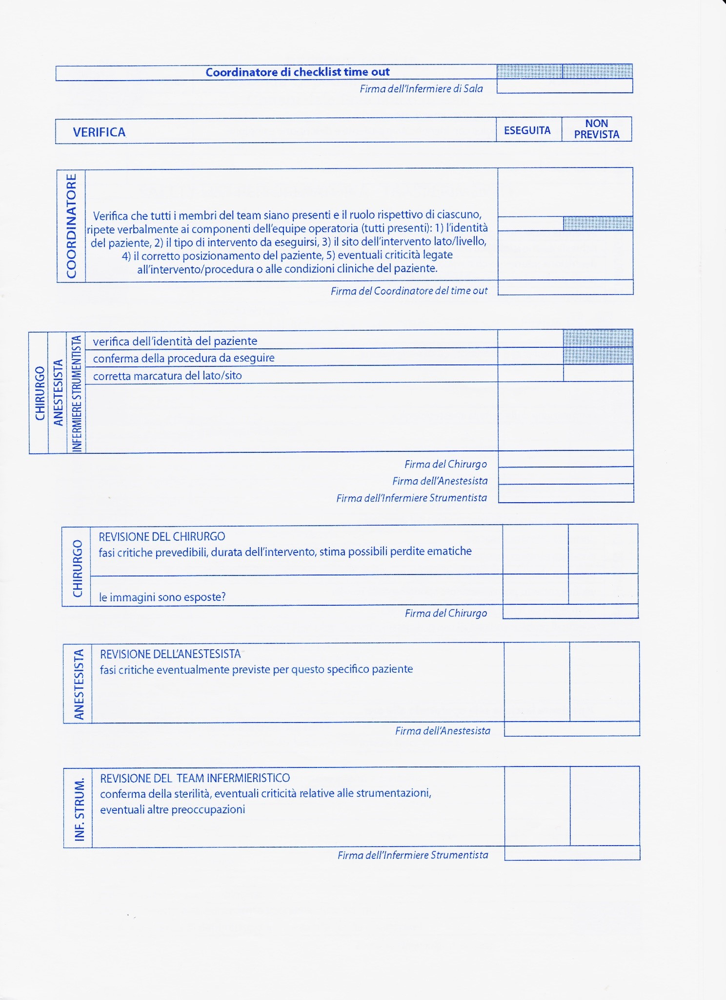 Coordinatore di checklist time out
Firma dell'Infermiere di Sala
VERIFICA
ESEGUITA
NON
PREVISTA
COORDINATORE
Verifica che tutti i membri del team siano presenti e il ruolo rispettivo di ciascuno,
ripete verbalmente ai componenti dell'equipe operatoria (tutti presenti): 1) l'identità
del paziente, 2) il tipo di intervento da eseguirsi, 3) il sito dell'intervento lato/livello,
4) il corretto posizionamento del paziente, 5) eventuali criticità legate
all'intervento/procedura o alle condizioni cliniche del paziente.
Firma del Coordinatore del time out
CHIRURGO
ANESTESISTA
INFERMIERE STRUMENTISTA
verifica dell'identità del paziente
conferma della procedura da eseguire
corretta marcatura del lato/sito
Firma del Chirurgo
Firma dell'Anestesista
Firma dell'Infermiere Strumentista
CHIRURGO
REVISIONE DEL CHIRURGO
fasi critiche prevedibili, durata dell'intervento, stima possibili perdite ematiche
le immagini sono esposte?
Firma del Chirurgo
ANESTESISTA
REVISIONE DELL'ANESTESISTA
fasi critiche eventualmente previste per questo specifico paziente
Firma dell'Anestesista
INF. STRUM.
REVISIONE DEL TEAM INFERMIERISTICO
conferma della sterilità, eventuali criticità relative alle strumentazioni,
eventuali altre preoccupazioni
Firma dell'Infermiere Strumentista